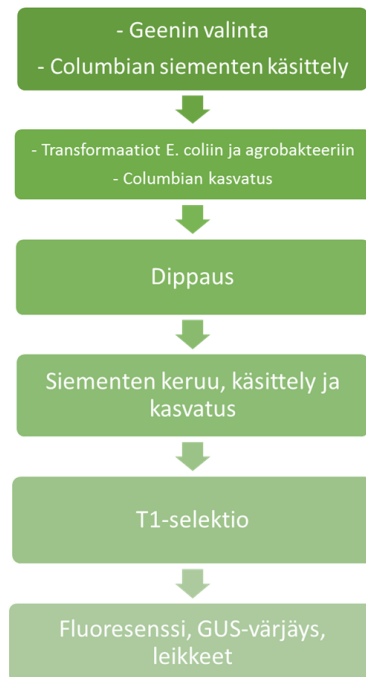 - Geenin valinta
- Columbian siementen käsittely
- Transformaatiot E. coliin ja agrobakteeriin
- Columbian kasvatus
Dippaus
Siementen keruu, käsittely ja
kasvatus
T1-selektio
Fluoresenssi, GUS-värjäys,
leikkeet